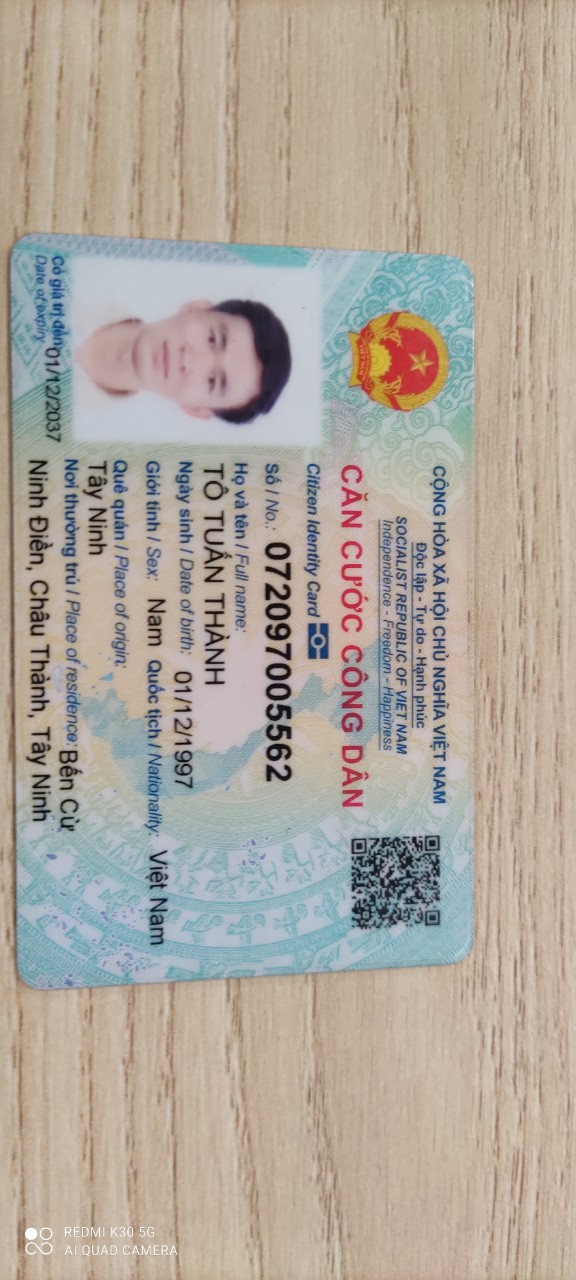 CỘNG HÒA XÃ HỘI CHỦ NGHĨA VIỆT NAM
Độc lập - Tự do - Hạnh phúc
SOCIALIST REPUBLIC OF VIET NAM
Independence - Freedom - Happiness
CĂN CƯỚC CÔNG DÂN
Citizen Identity Card
Số / No.: 072097005562
Họ và tên / Full name:
TÔ TUẤN THÀNH
Ngày sinh / Date of birth: 01/12/1997
Giới tính / Sex: Nam Quốc tịch / Nationality: Việt Nam
Quê quán / Place of origin:
Tây Ninh
Nơi thường trú / Place of residence: Bến Cừ
Ninh Điền, Châu Thành, Tây Ninh
Có giá trị đến: 01/12/2037
Date of expiry
REDMI K30 5G
AI QUAD CAMERA